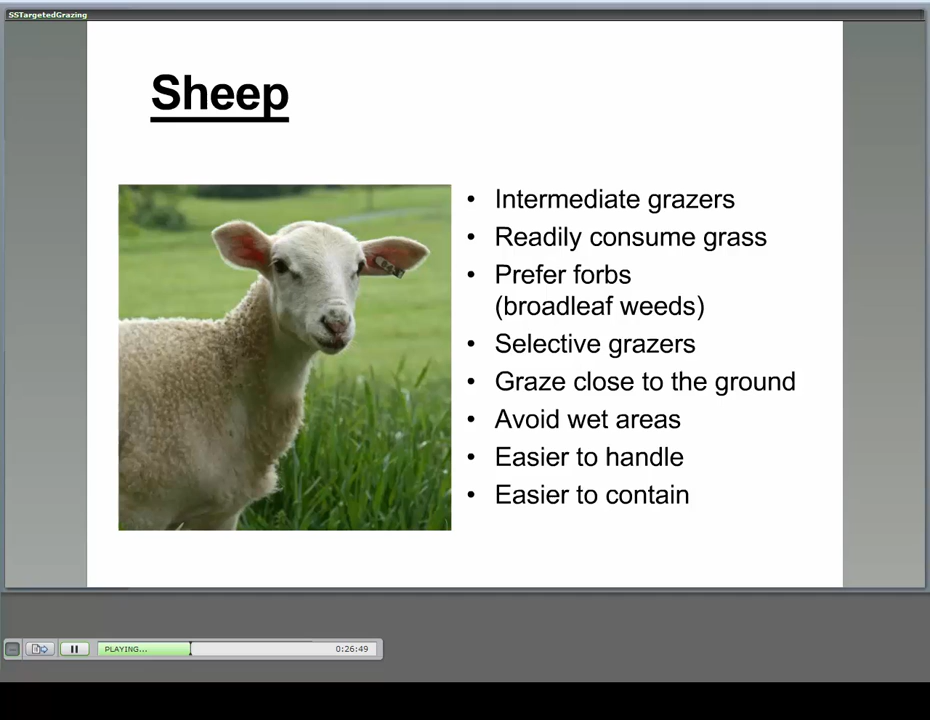 SSTargetedGrazing
Sheep
• Intermediate grazers
• Readily consume grass
• Prefer forbs
(broadleaf weeds)
• Selective grazers
• Graze close to the ground
• Avoid wet areas
• Easier to handle
• Easier to contain
PLAYING...
0:26:49